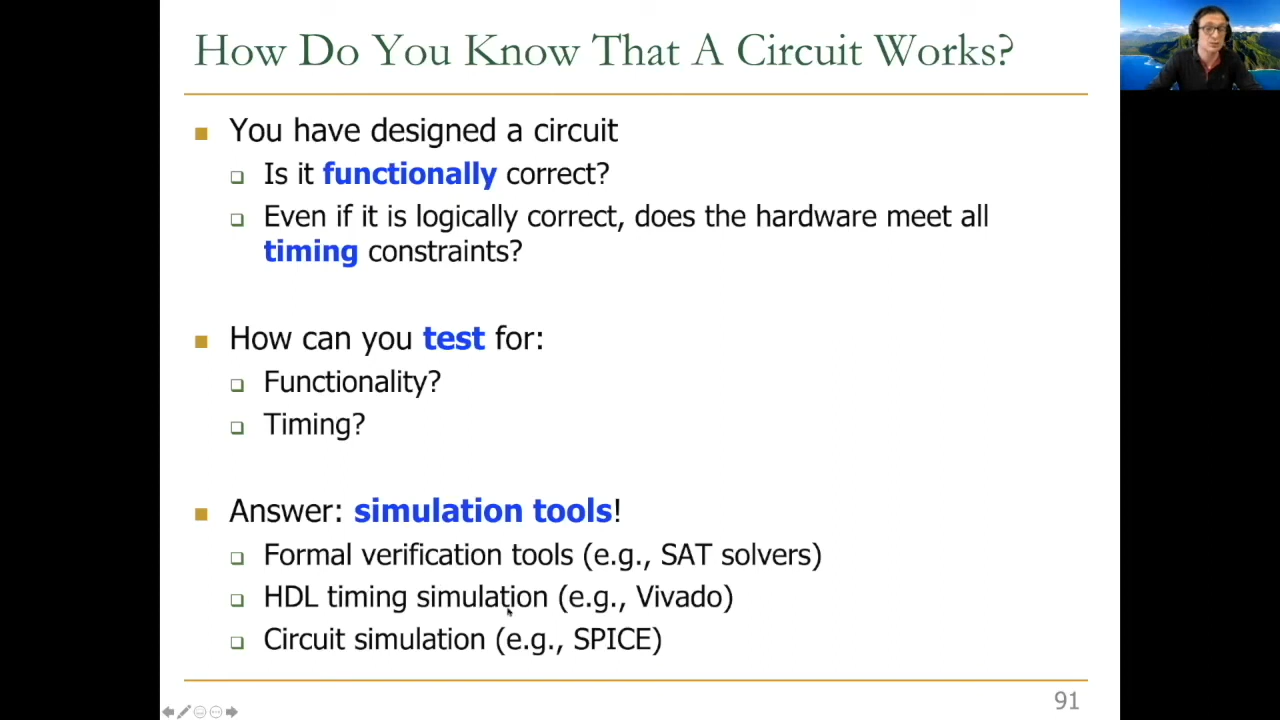 How Do You Know That A Circuit Works?
You have designed a circuit
Is it functionally correct?
Even if it is logically correct, does the hardware meet all
timing constraints?
How can you test for:
Functionality?
Timing?
Answer: simulation tools!
Formal verification tools (e.g., SAT solvers)
HDL timing simulation (e.g., Vivado)
Circuit simulation (e.g., SPICE)
91